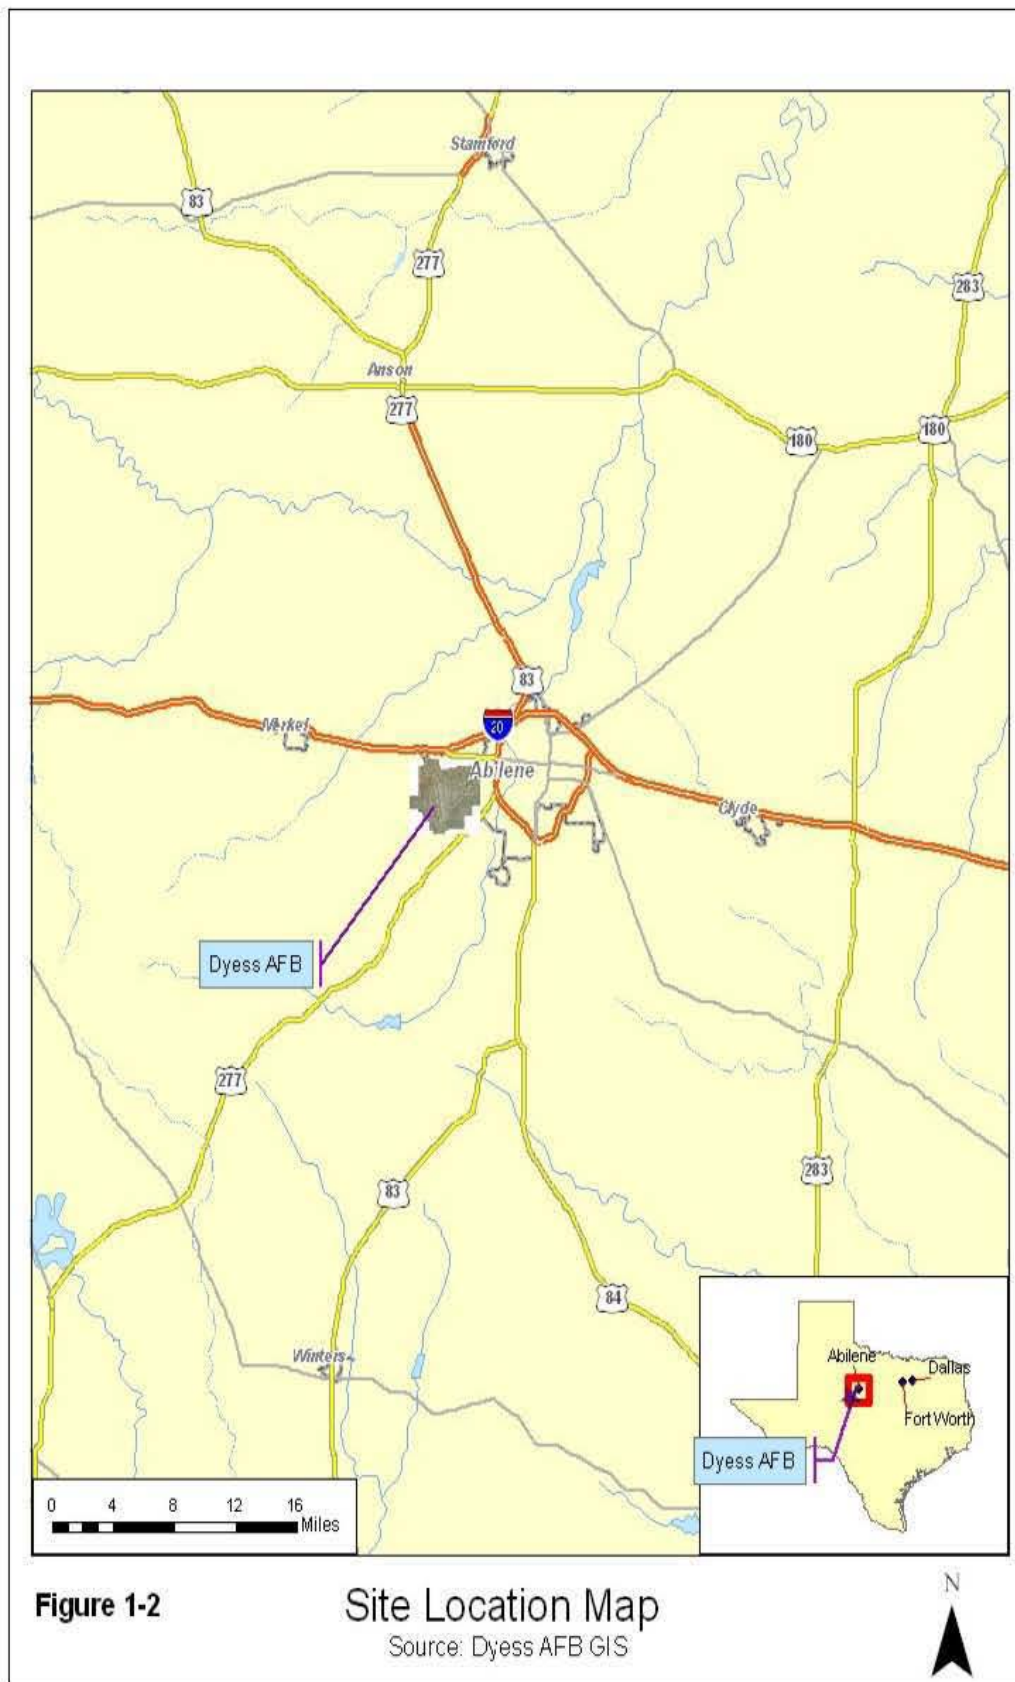 Stamford
83
277
283
Anson
277
180
180
83
20
Merkel
Abilene
Clyde
Dyess AFB
277
283
83
84
Winters
Abilene
Dallas
Fort Worth
Dyess AFB
0 4 8 12 16
Miles
N
Figure 1-2
Site Location Map
Source: Dyess AFB GIS